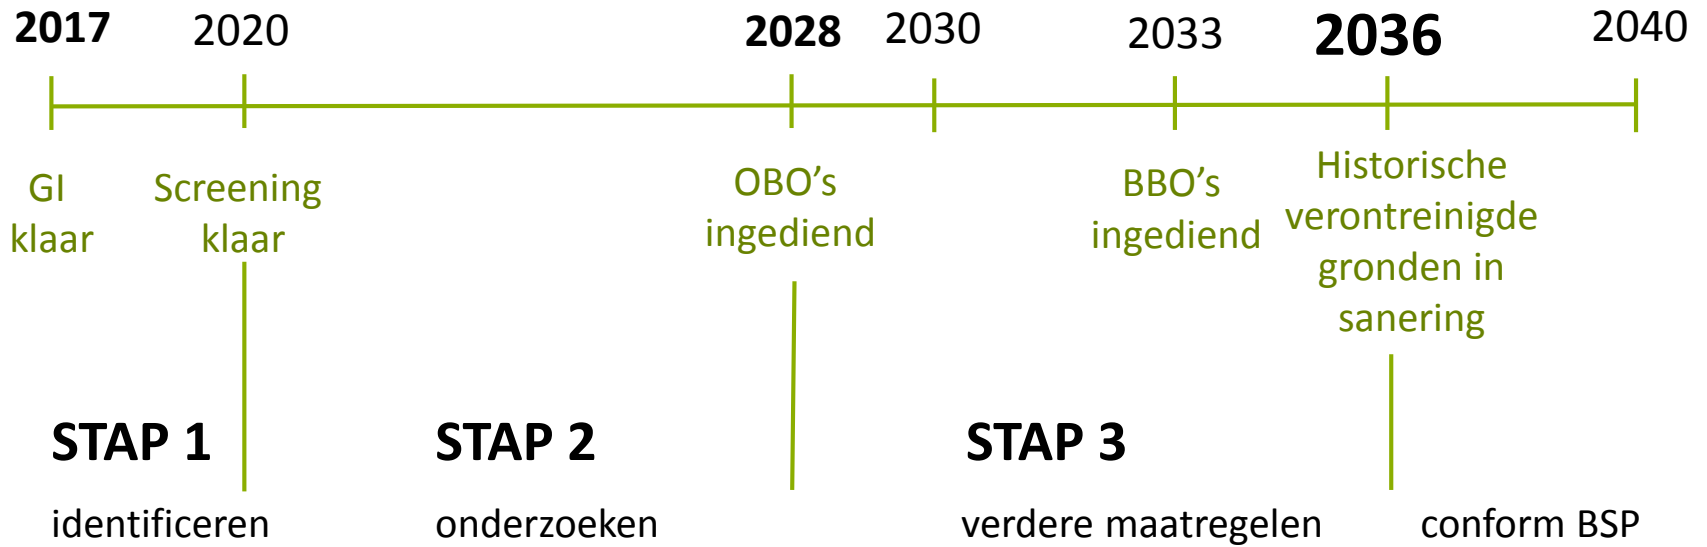 2017 2020 2028 2030 2033 2036 2040
GI
klaar
Screening
klaar
OBO's
ingediend
BBO's
ingediend
Historische
verontreinigde
gronden in
sanering
STAP 1 STAP 2 STAP 3
identificeren onderzoeken verdere maatregelen conform BSP